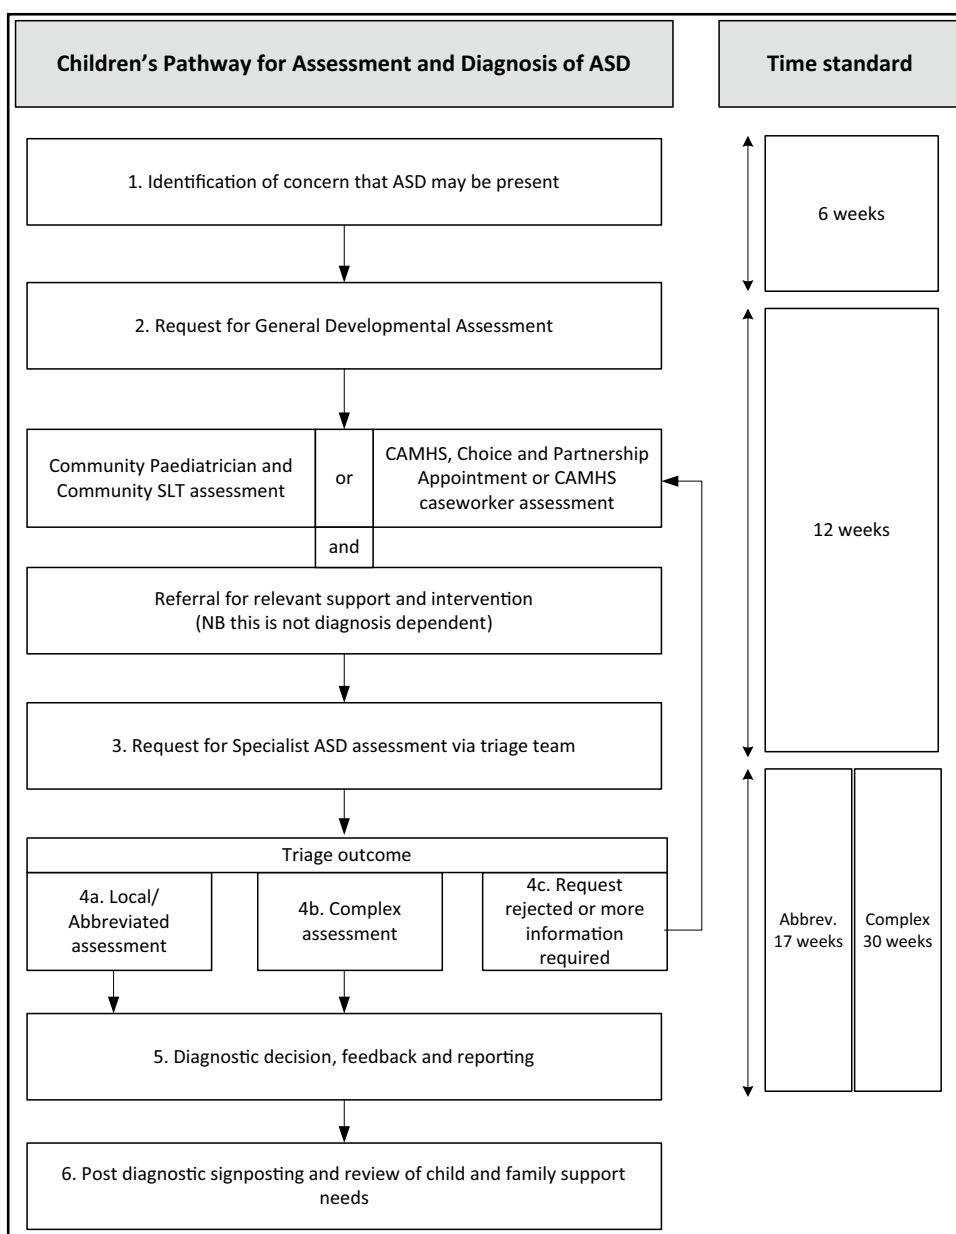 Children’s Pathway for Assessment and Diagnosis of ASD
Time standard
1. Identification of concern that ASD may be present
6 weeks
2. Request for General Developmental Assessment
Community Paediatrician and
Community SLT assessment
or
CAMHS, Choice and Partnership
Appointment or CAMHS
caseworker assessment
12 weeks
and
Referral for relevant support and intervention
(NB this is not diagnosis dependent)
3. Request for Specialist ASD assessment via triage team
Triage outcome
4a. Local/
Abbreviated
assessment
4b. Complex
assessment
4c. Request
rejected or more
information
required
Abbrev.
17 weeks
Complex
30 weeks
5. Diagnostic decision, feedback and reporting
6. Post diagnostic signposting and review of child and family support
needs